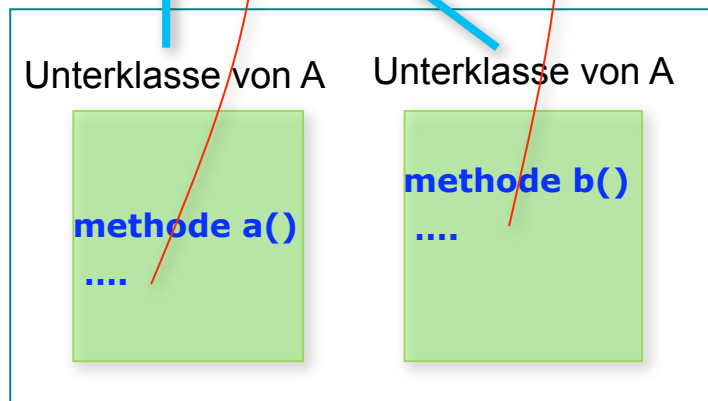 Unterklasse von A
Unterklasse von A
methode a()
....
methode b()
....